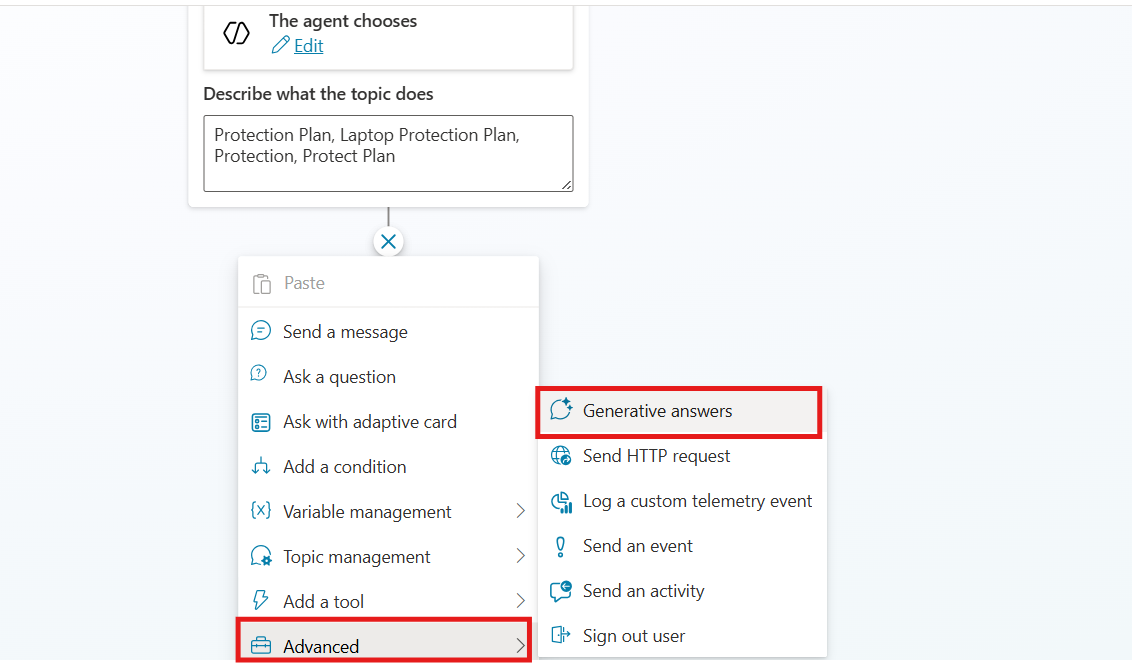 The agent chooses
Edit
Describe what the topic does
Protection Plan, Laptop Protection Plan,
Protection, Protect Plan
Paste
Send a message
Ask a question
Ask with adaptive card
Add a condition
Variable management
Topic management
Add a tool
Advanced
Generative answers
Send HTTP request
Log a custom telemetry event
Send an event
Send an activity
Sign out user